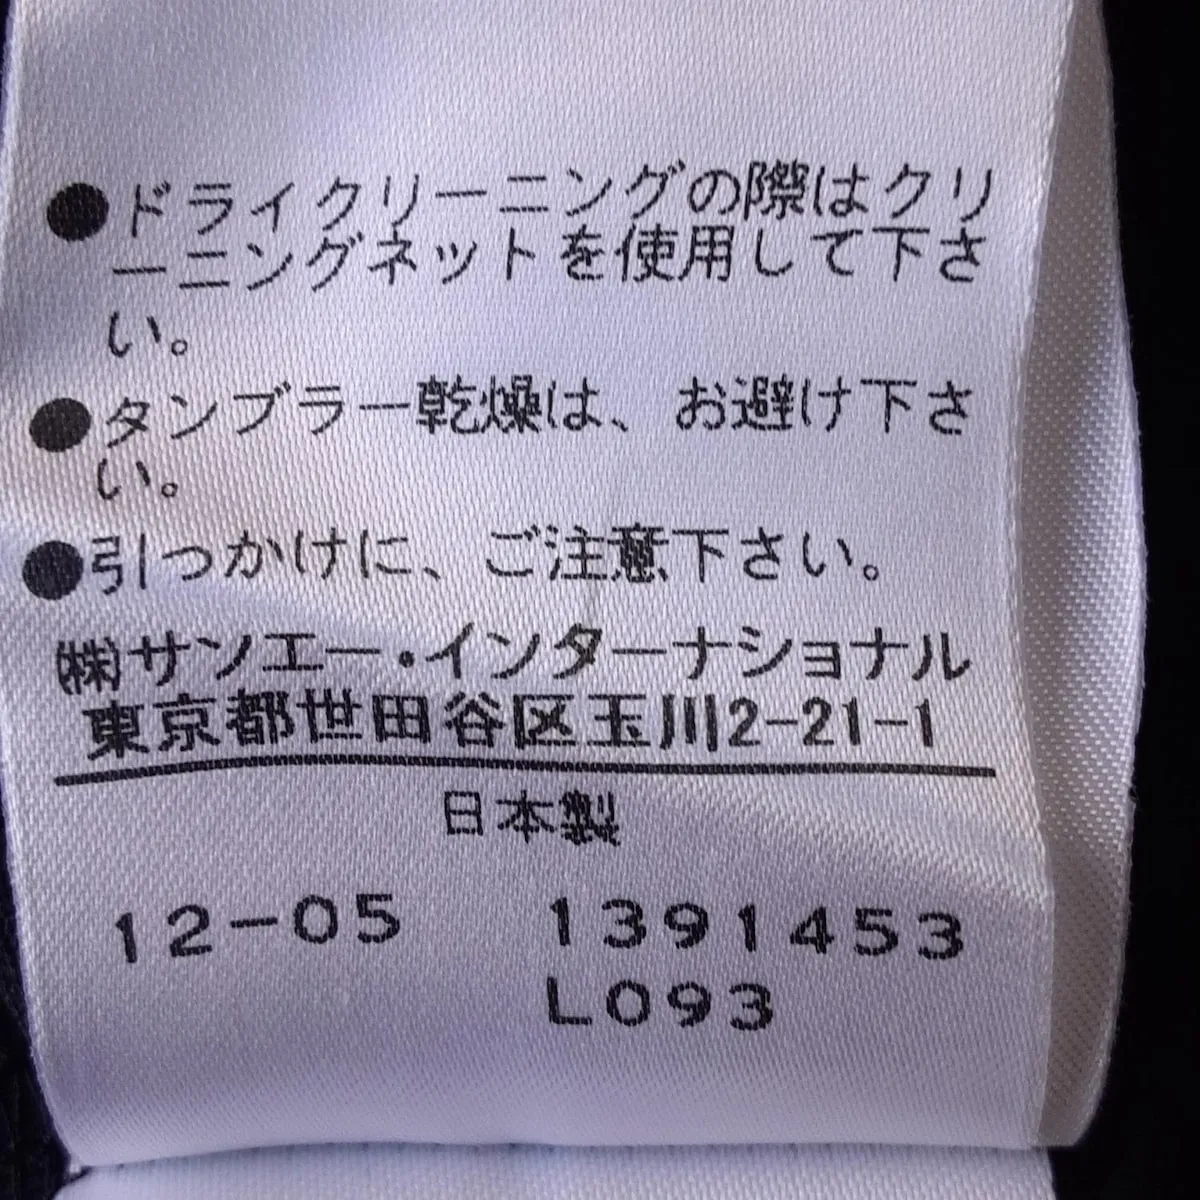 ●ドライクリーニングの際はクリ
ーニングネットを使用して下さ
い。
●タンブラー乾燥は、お避け下さ
い。
●引っかけに、ご注意下さい。
㈱サンエー・インターナショナル
東京都世田谷区玉川2-21-1
日本製
12-05 1391453
L093